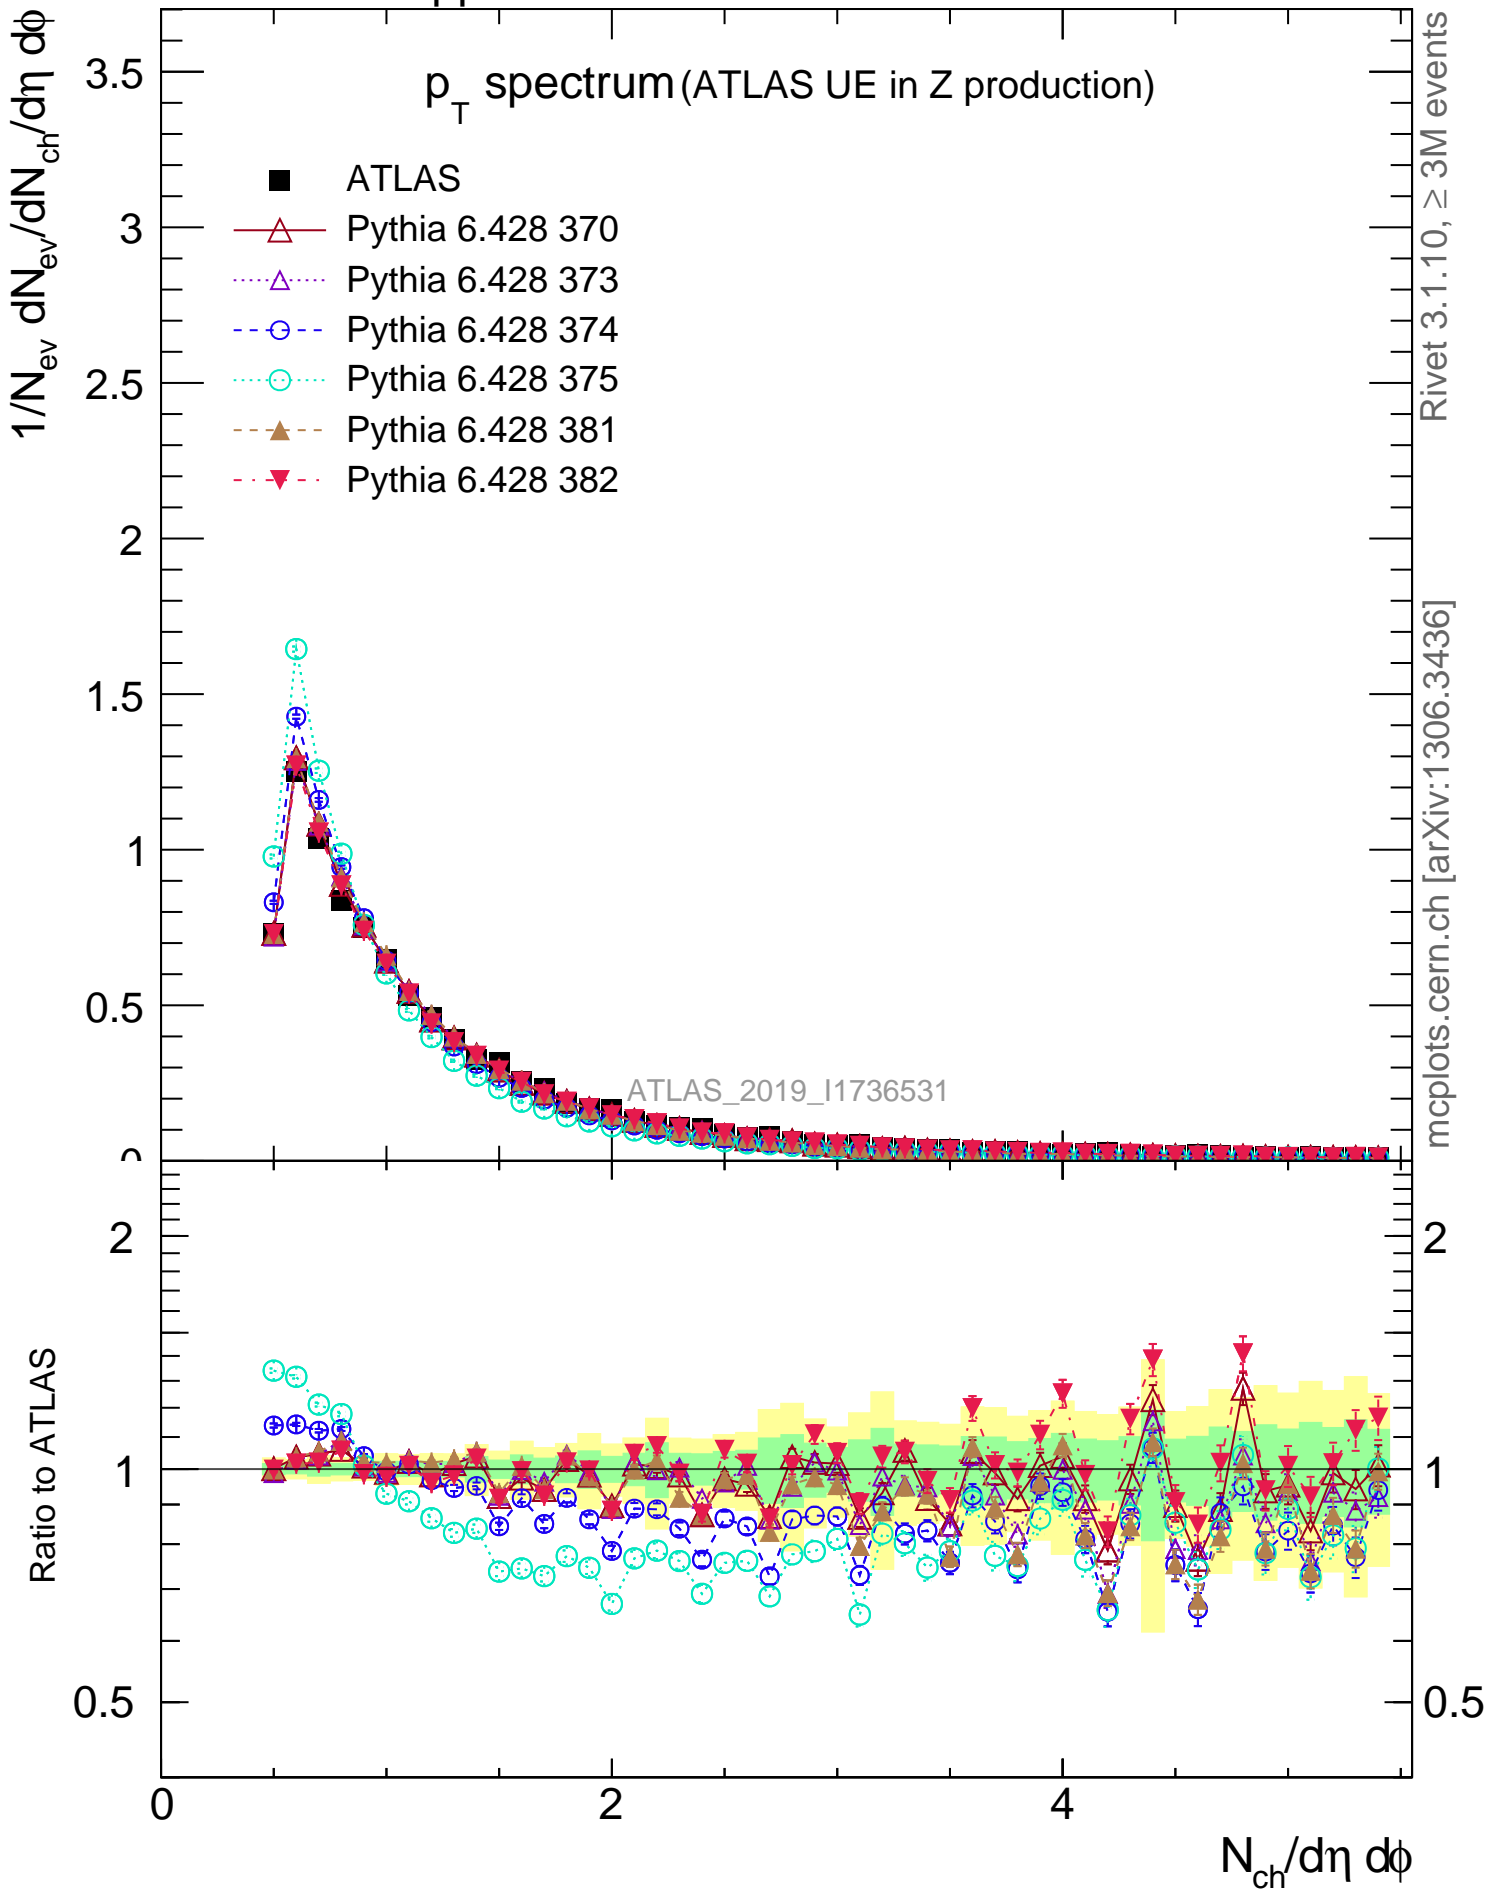 1/N_ev dN_ev/dN_ch/dη dϕ
p_T spectrum (ATLAS UE in Z production)
ATLAS
Pythia 6.428 370
Pythia 6.428 373
Pythia 6.428 374
Pythia 6.428 375
Pythia 6.428 381
Pythia 6.428 382
3.5
3
2.5
2
1.5
1
0.5
0
ATLAS_2019_I1736531
Rivet 3.1.10, ≥ 3M events
mcplots.cern.ch [arXiv:1306.3436]
Ratio to ATLAS
2
1
0.5
2
1
0.5
0
2
4
N_ch/dη dϕ